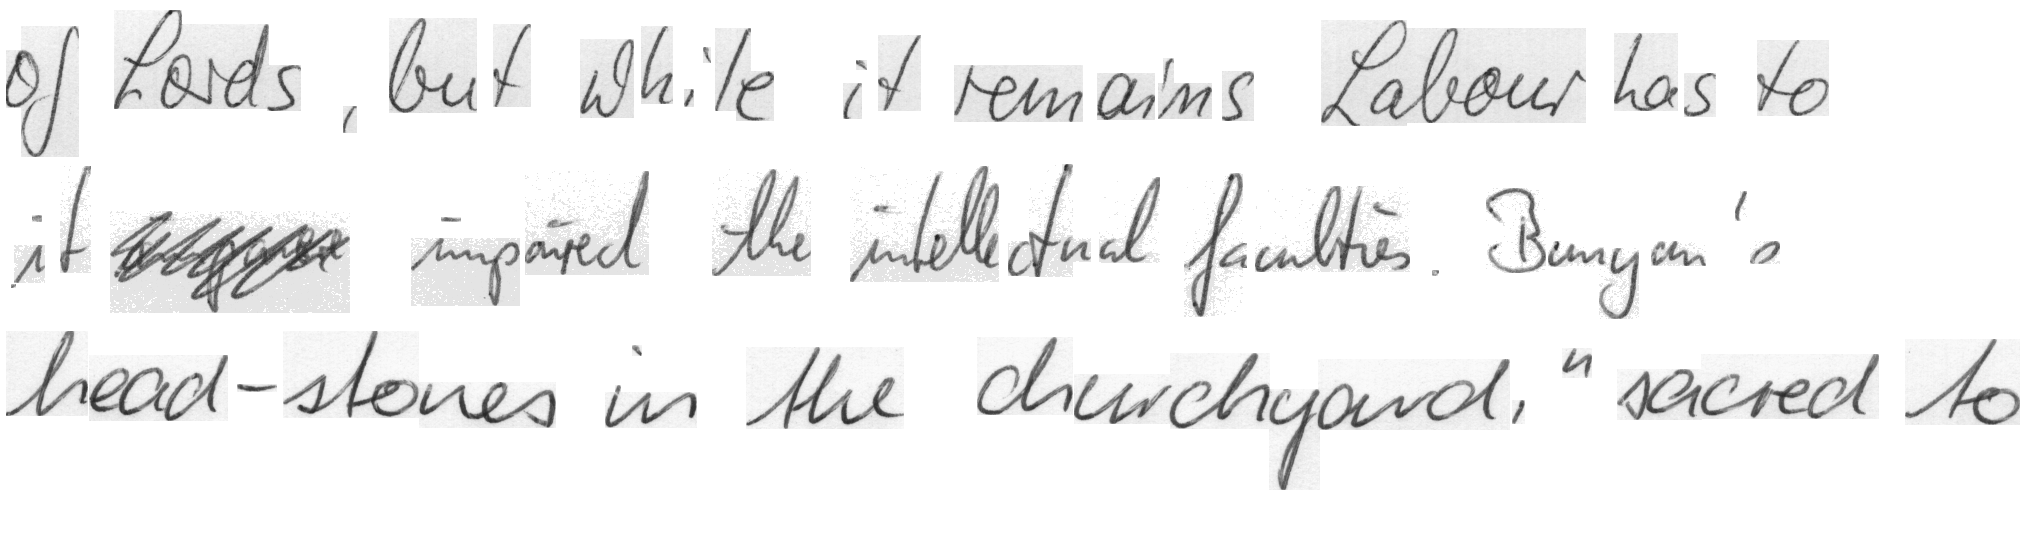 of Lords, but while it remains Labour has to
it impaired the intellectual faculties. Bunyan's
head-stones in the churchyard, "sacred to